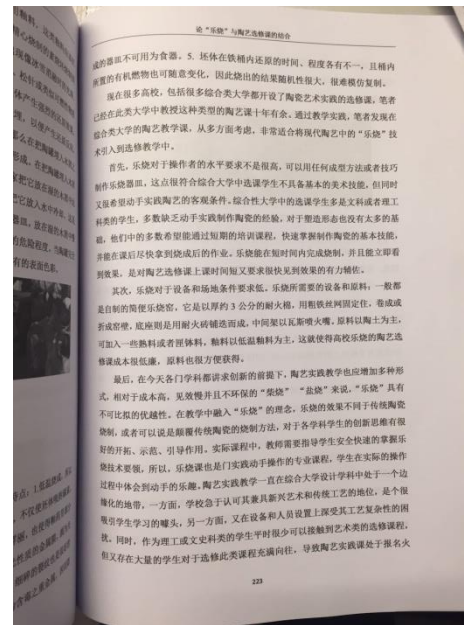 论“乐烧”与陶艺选修课的结合
成的器皿不可用为食器。5. 坯体在铁桶内还原的时间、程度各有不一，且桶内
所置的有机燃物也可随意变化，因此烧出的结果随机性很大，很难模仿复制。
现在很多高校，包括很多综合类大学都开设了陶瓷艺术实践的选修课，笔者
已经在此类大学中教授这种类型的陶艺课十年有余。通过教学实践，笔者发现在
综合类大学的陶艺教学课，从多方面考虑，非常适合将现代陶艺中的“乐烧”技
术引入到选修教学中。
首先，乐烧对于操作者的水平要求不是很高，可以用任何成型方法或者技巧
制作乐烧器皿，这点很符合综合大学中选课学生不具备基本的美术技能，但同时
又很希望动手实践陶艺的客观条件。综合性大学中的选课学生多是文科或者理工
科类的学生，多数缺乏动手实践制作陶瓷的经验，对于塑造形态也没有太多的基
础，他们中的多数希望能通过短期的培训课程，快速掌握制作陶瓷的基本技能，
并能在课后尽快拿到烧成后的作业。乐烧能在短时间内完成烧制，并且能立即看
到效果，是对陶艺选修课上课时间短又要求很快见到效果的有力辅佐。
其次，乐烧对于设备和场地条件要求低。乐烧所需要的设备和原料，一般都
是自制的简便乐烧窑，它是以厚约 3 公分的耐火棉，用粗铁丝网固定住，卷成或
折成窑壁，底座则是用耐火砖铺迭而成，中间架以瓦斯喷火嘴。原料以陶土为主，
可加入一些熟料或者匣钵料，釉料以低温釉料为主，这就使得高校乐烧的陶艺选
修课成本很低廉，原料也很方便获得。
最后，在今天各门学科都讲求创新的前提下，陶艺实践教学也应增加多种形
式，相对于成本高，见效慢并且不环保的“柴烧”　“盐烧”来说，“乐烧”具有
不可比拟的优越性。在教学中融入“乐烧”的理念。乐烧的效果不同于传统陶瓷
烧制，或者可以说是颠覆传统陶瓷的烧制方法，对于各学科学生的创新思维有很
好的开拓、示范、引导作用。实际课程中，教师需要指导学生安全快速的掌握乐
烧技术要领，所以，乐烧课也是门实践动手操作的专业课程，学生在实际的操作
过程中体会到动手的乐趣。陶艺实践教学一直在综合大学设计学科中处于一个边
缘化的地带，一方面，学校急于认可其兼具新兴艺术和传统工艺的地位，是个很
吸引学生学习的噱头，另一方面，又在设备和人员设置上深受其工艺复杂性的困
扰。同时，作为理工或文史科类的学生平时很少可以接触到艺术类的选修课程，
但又存在大量的学生对于选修此类课程充满向往，导致陶艺实践课处于报名火
223